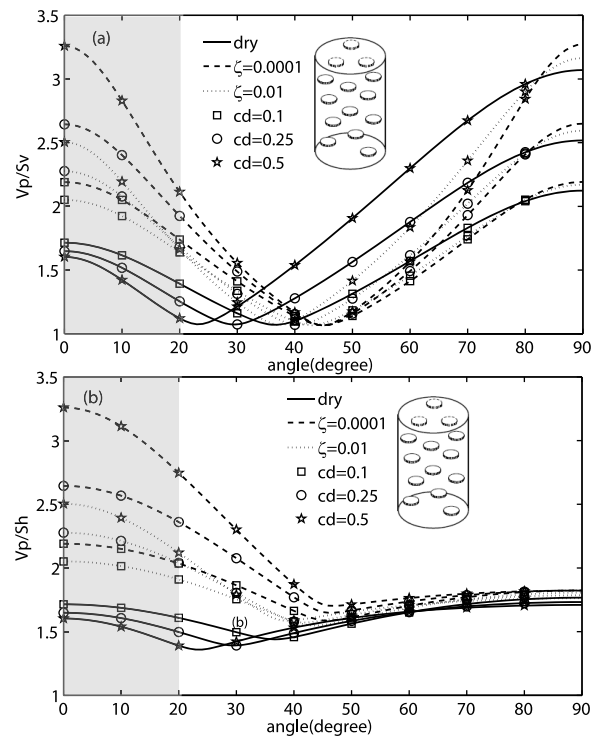 (a)
dry
ζ=0.0001
ζ=0.01
cd=0.1
cd=0.25
cd=0.5
3.5
3
2.5
2
1.5
1
Vp/Sv
0 10 20 30 40 50 60 70 80 90
angle(degree)
(b)
dry
ζ=0.0001
ζ=0.01
cd=0.1
cd=0.25
cd=0.5
3.5
3
2.5
2
1.5
1
Vp/Sh
(b)
0 10 20 30 40 50 60 70 80 90
angle(degree)